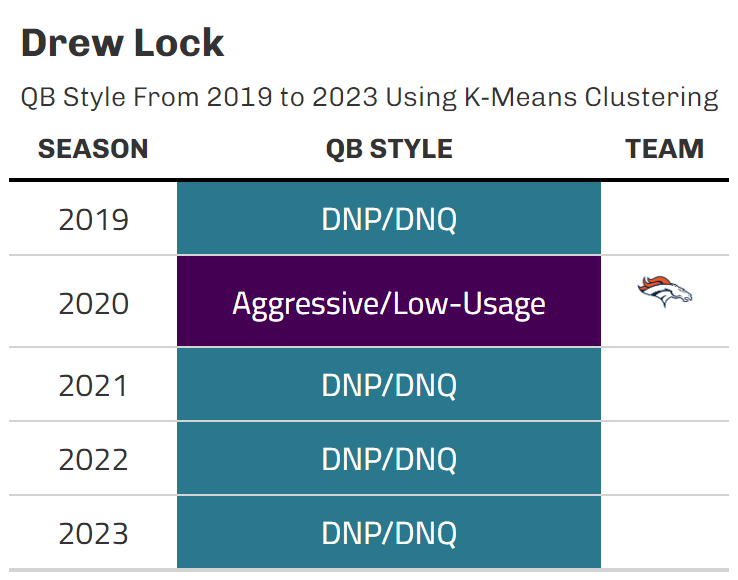 Drew Lock
QB Style From 2019 to 2023 Using K-Means Clustering
SEASON QB STYLE TEAM
2019 DNP/DNQ
2020 Aggressive/Low-Usage
2021 DNP/DNQ
2022 DNP/DNQ
2023 DNP/DNQ